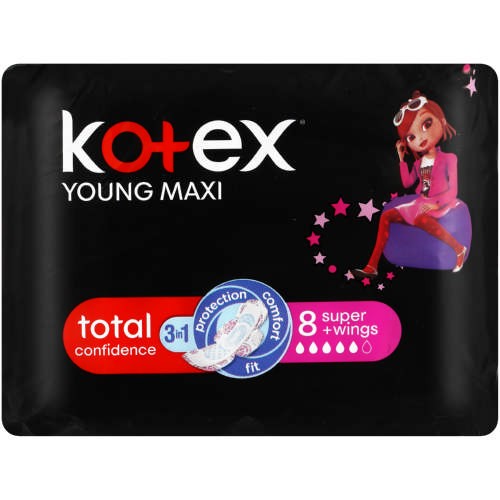 kotex
YOUNG MAXI
total
confidence
3in1
protection
comfort
fit
8 super
+wings